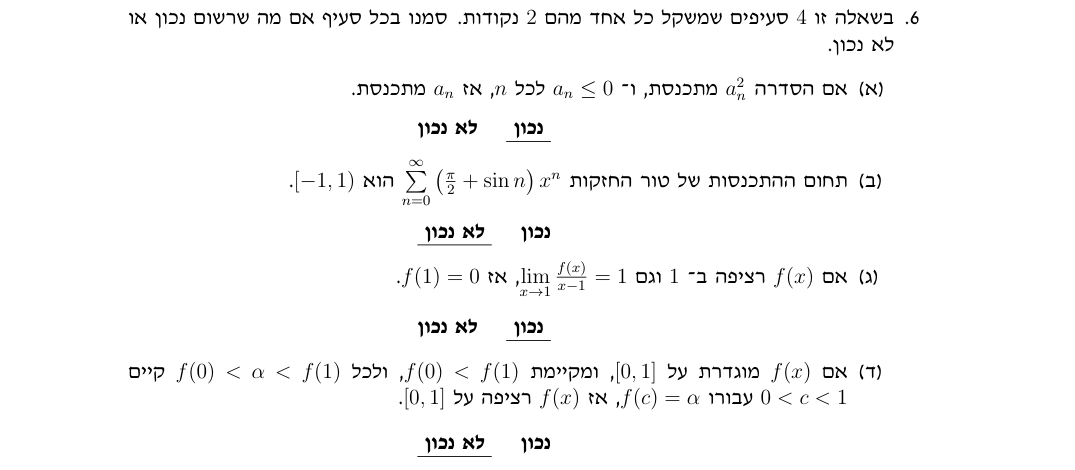 6. בשאלה זו 4 סעיפים שמשקל כל אחד מהם 2 נקודות. סמנו בכל סעיף אם מה שרשום נכון או
לא נכון.
(א) אם הסדרה $a_n^2$ מתכנסת, ו־ $a_n \leq 0$ לכל $n$, אז $a_n$ מתכנסת.
נכון לא נכון
(ב) תחום ההתכנסות של טור החזקות $\sum_{n=0}^{\infty} \left(\frac{\pi}{2} + \sin n\right) x^n$ הוא $[-1, 1)$.
נכון לא נכון
(ג) אם $f(x)$ רציפה ב־ 1 וגם $\lim_{x \to 1} \frac{f(x)}{x-1} = 1$, אז $f(1) = 0$.
נכון לא נכון
(ד) אם $f(x)$ מוגדרת על $[0, 1]$, ומקיימת $f(0) < f(1)$, ולכל $f(0) < \alpha < f(1)$ קיים
$0 < c < 1$ עבורו $f(c) = \alpha$, אז $f(x)$ רציפה על $[0, 1]$.
נכון לא נכון